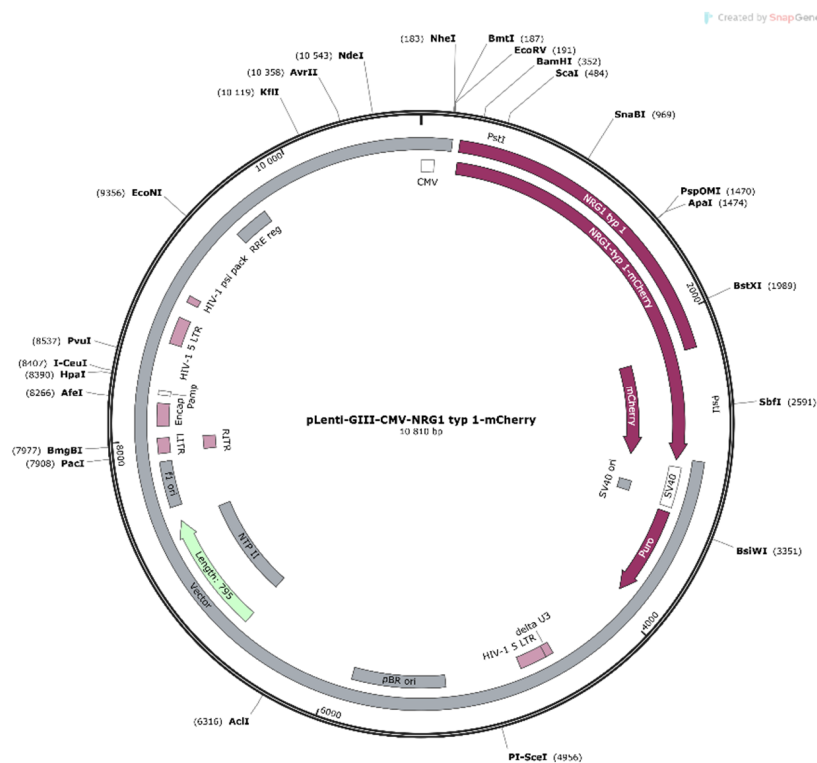 Created by SnapGene
(183) NheI
BmtI (187)
EcoRV (191)
BamHI (352)
ScaI (484)
(10 543) NdeI
(10 358) AvrII
(10 119) KflI
SnaBI (969)
PspOMI (1470)
ApaI (1474)
(9356) EcoNI
BstXI (1989)
(8537) PvuI
(8407) I-CeuI
(8390) HpaI
(8266) AfeI
SbfI (2591)
(7977) BmgBI
(7908) PacI
BsiWI (3351)
(6316) AclI
PI-SceI (4956)
PstI
10 000
CMV
NRG1 typ 1
NRG1-typ 1-mCherry
2000
RRE reg
HIV-1 psi pack
HIV-1 5 LTR
Pamp
Encap
LITR
RITR
8000
f1 ori
PstI
mCherry
SV40 ori
SV40
Puro
pLenti-GIII-CMV-NRG1 typ 1-mCherry
10 810 bp
NTP II
Length: 795
Vector
4000
delta U3
HIV-1 5 LTR
pBR ori
6000